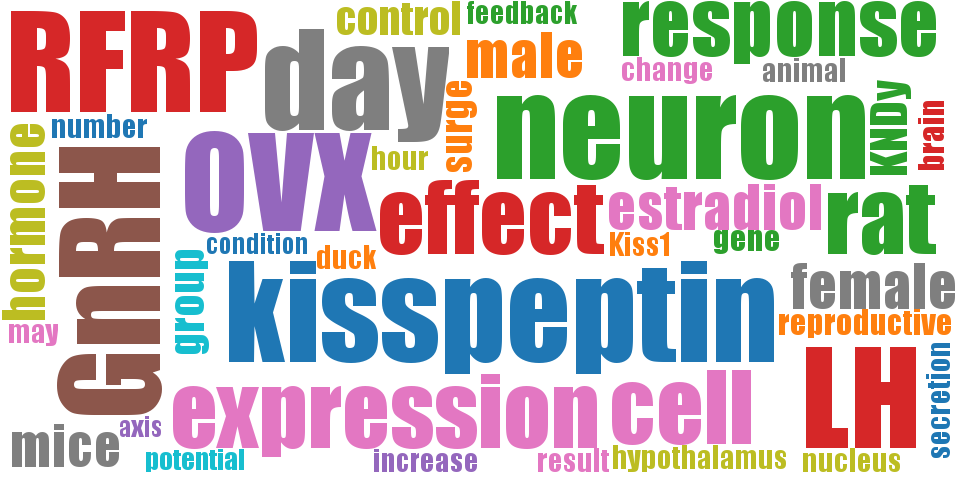 RFRP
day
control
feedback
male
response
change
animal
number
hormone
GnRH
OVX
hour
surge
neuron
KNDy
brain
effect
estradiol
rat
condition
duck
Kiss1
gene
group
may
kisspeptin
female
reproductive
LH
secretion
expression
cell
mice
axis
potential
increase
result
hypothalamus
nucleus